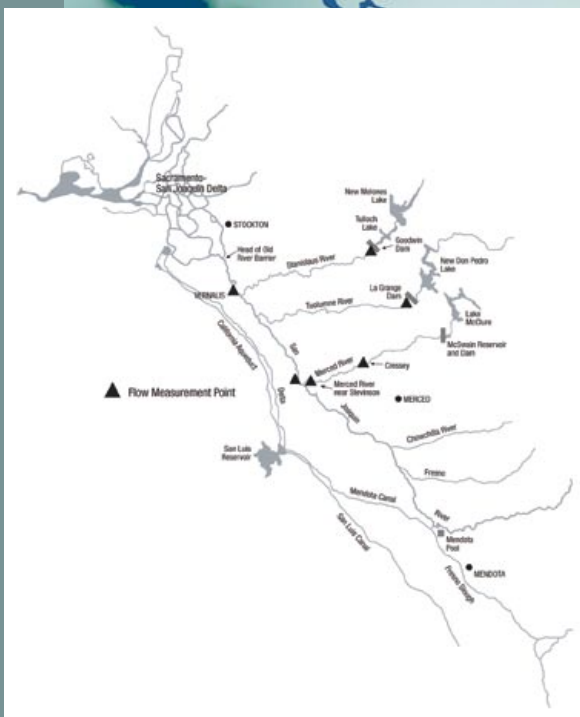 Sacramento-
San Joaquin Delta
New Melones
Lake
Tulloch
Lake
STOCKTON
Goodwin
Dam
Head of Old
River Barrier
Stanislaus River
New Don Pedro
Lake
VERNALIS
La Grange
Dam
Tuolumne River
Lake
McClure
California Aqueduct
San
McSwain Reservoir
and Dam
Merced River
Cressey
Flow Measurement Point
Delta
Merced River
near Stevinson
MERCED
Joaquin
Chowchilla River
San Luis
Reservoir
Fresno
Mendota Canal
River
San Luis Canal
Mendota
Pool
MENDOTA
Fresno Slough